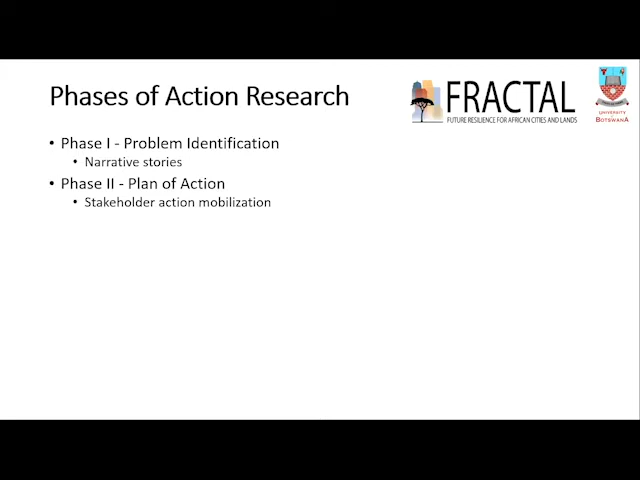 Phases of Action Research
FRACTAL
FUTURE RESILIENCE FOR AFRICAN CITIES AND LANDS
UNIVERSITY
OF
BOTSWANA
• Phase I - Problem Identification
• Narrative stories
• Phase II - Plan of Action
• Stakeholder action mobilization